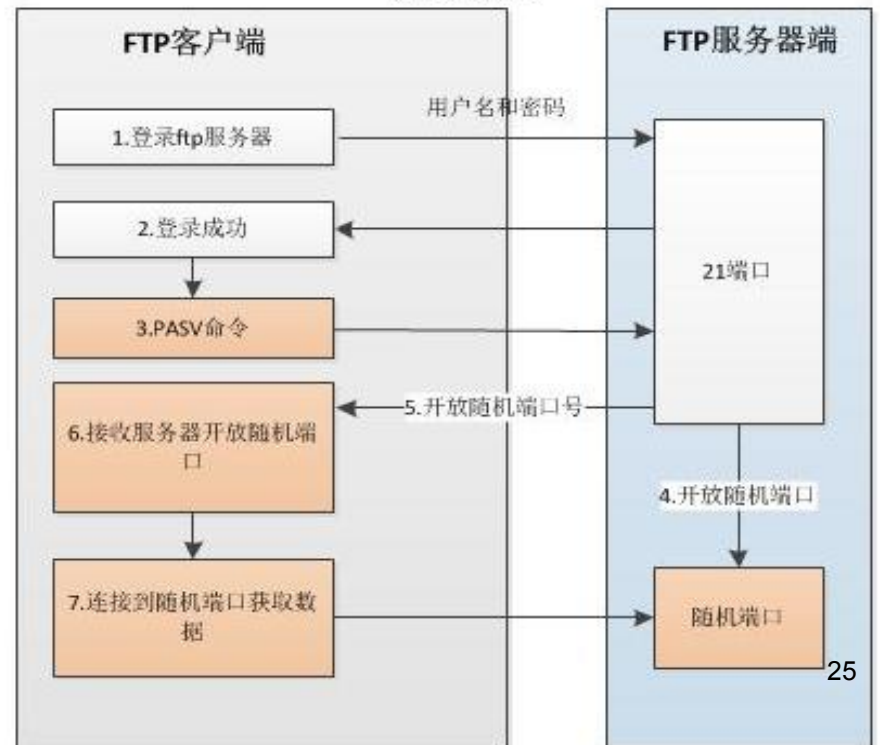 FTP客户端
FTP服务器端
用户名和密码
1.登录ftp服务器
2.登录成功
21端口
3.PASV命令
5.开放随机端口号
6.接收服务器开放随机端
口
4.开放随机端口
7.连接到随机端口获取数
据
随机端口
25